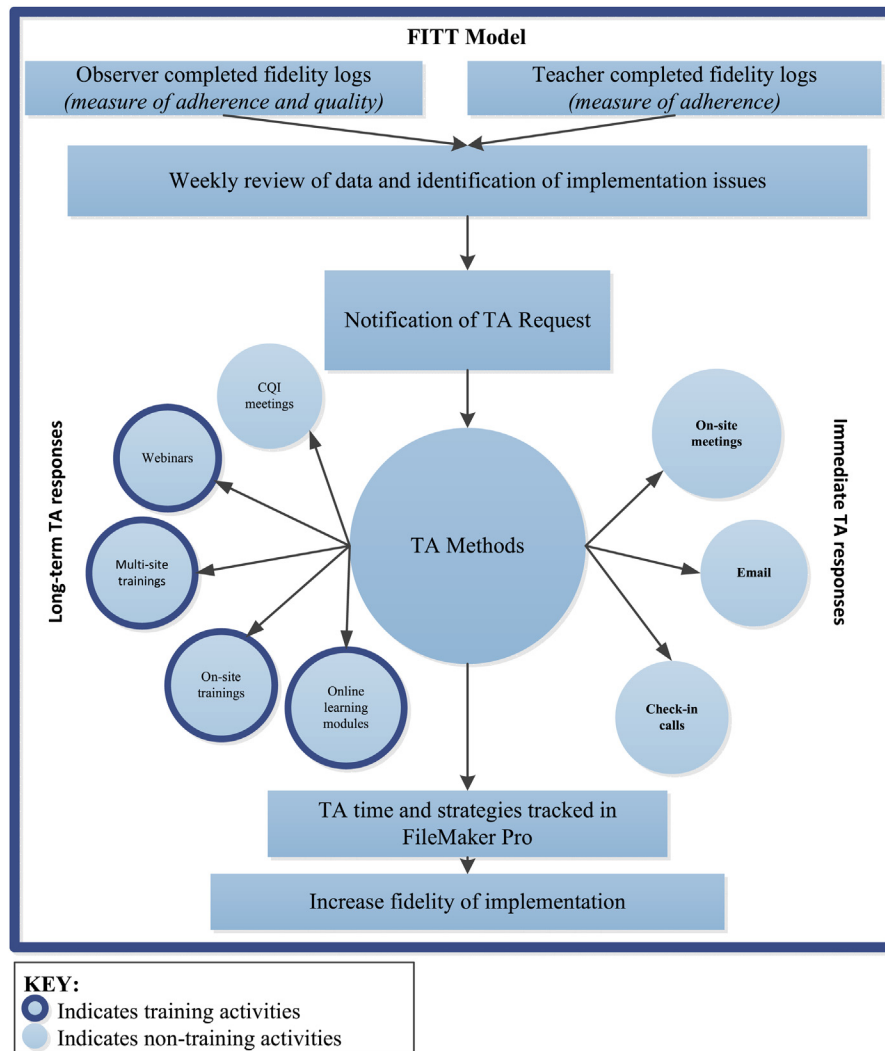 FITT Model
Observer completed fidelity logs
(measure of adherence and quality)
Teacher completed fidelity logs
(measure of adherence)
Weekly review of data and identification of implementation issues
Notification of TA Request
Long-term TA responses
CQI
meetings
Webinars
Multi-site
trainings
On-site
trainings
Online
learning
modules
TA Methods
On-site
meetings
Email
Check-in
calls
Immediate TA responses
TA time and strategies tracked in
FileMaker Pro
Increase fidelity of implementation
KEY:
Indicates training activities
Indicates non-training activities